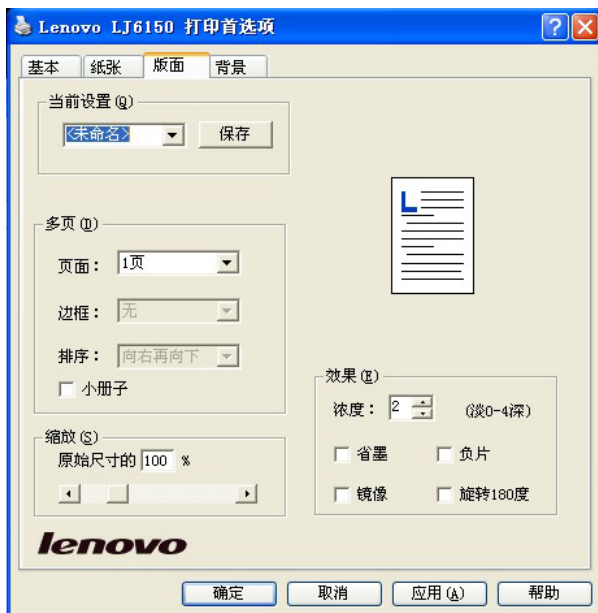 Lenovo LJ6150 打印首选项
基本 纸张 版面 背景
当前设置(Q)
<未命名> 保存
多页(D)
页面： 1页
边框： 无
排序： 向右再向下
小册子
缩放(S)
原始尺寸的 100 %
L
效果(E)
浓度： 2 (淡0-4深)
省墨 负片
镜像 旋转180度
lenovo
确定 取消 应用(A) 帮助